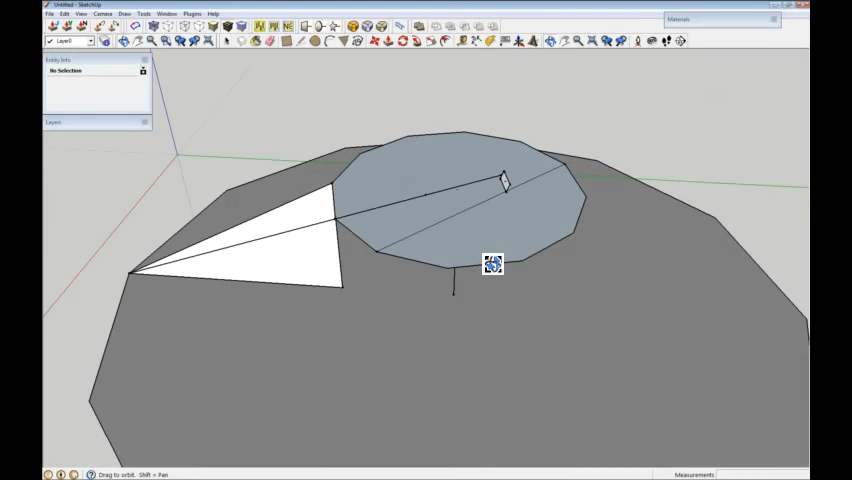 Untitled - SketchUp
File Edit View Camera Draw Tools Window Plugins Help
Materials
Layer0
Entity Info
No Selection
Layers
Drag to orbit. Shift = Pan
Measurements